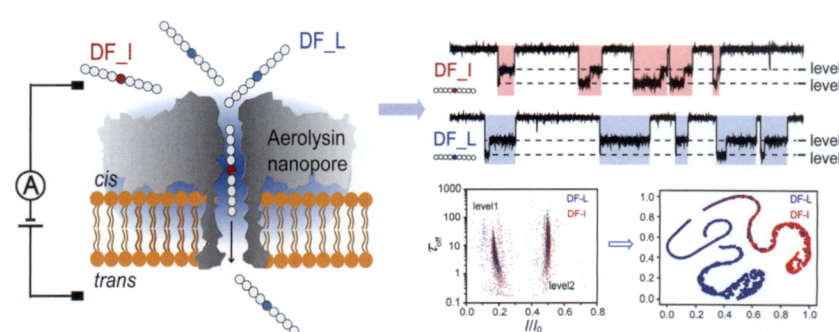 DF_I
DF_L
Aerolysin
nanopore
A
cis
trans
DF_I
level
level
DF_L
level
level
1000
100
10
1
0.1
τoff
level1
DF-L
DF-I
level2
0.0 0.2 0.4 0.6 0.8
I/I0
1.0
0.8
0.6
0.4
0.2
0.0
DF-L
DF-I
0.0 0.2 0.4 0.6 0.8 1.0